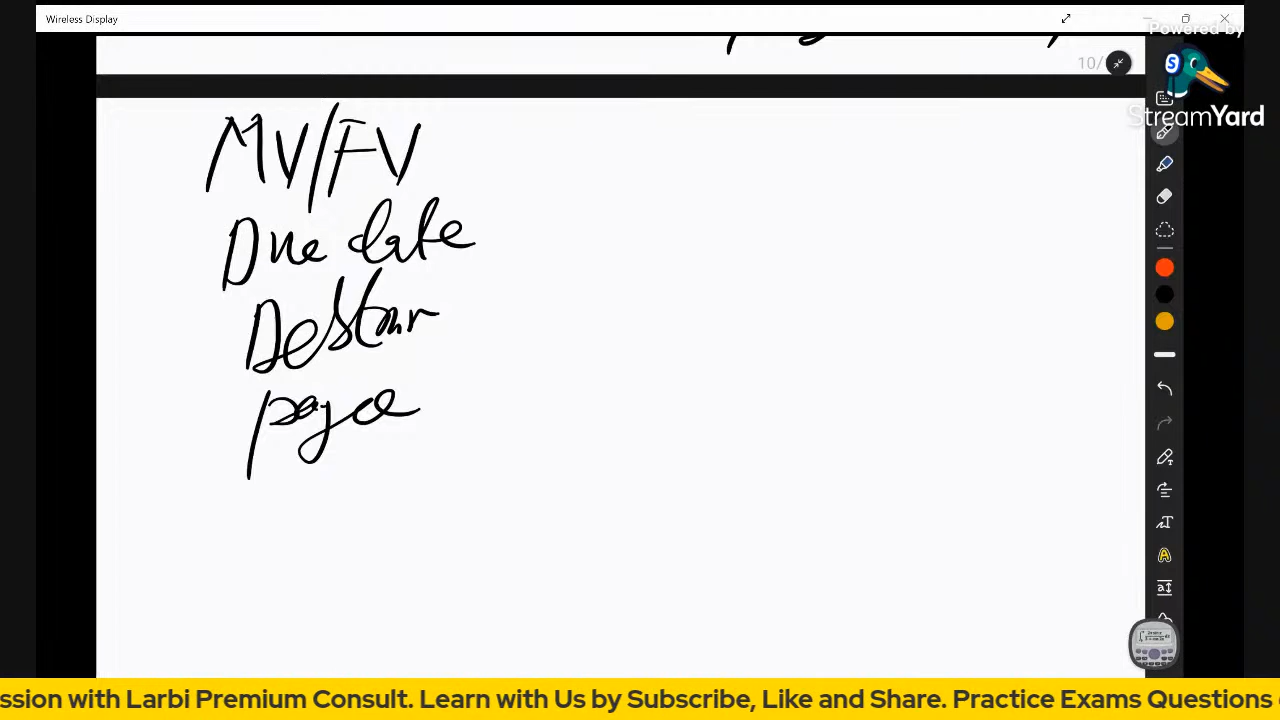 Wireless Display
Powered by
StreamYard
10/
MV/FV
Due date
payee
ssion with Larbi Premium Consult. Learn with Us by Subscribe, Like and Share. Practice Exams Questions